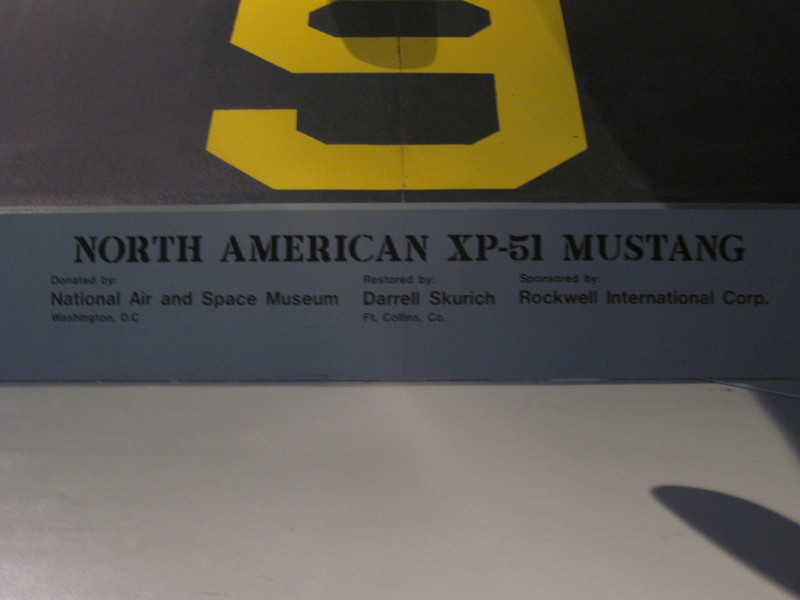 9
NORTH AMERICAN XP-51 MUSTANG
Donated by:
National Air and Space Museum
Washington, D.C
Restored by:
Darrell Skurich
Ft. Collins, Co.
Sponsored by:
Rockwell International Corp.